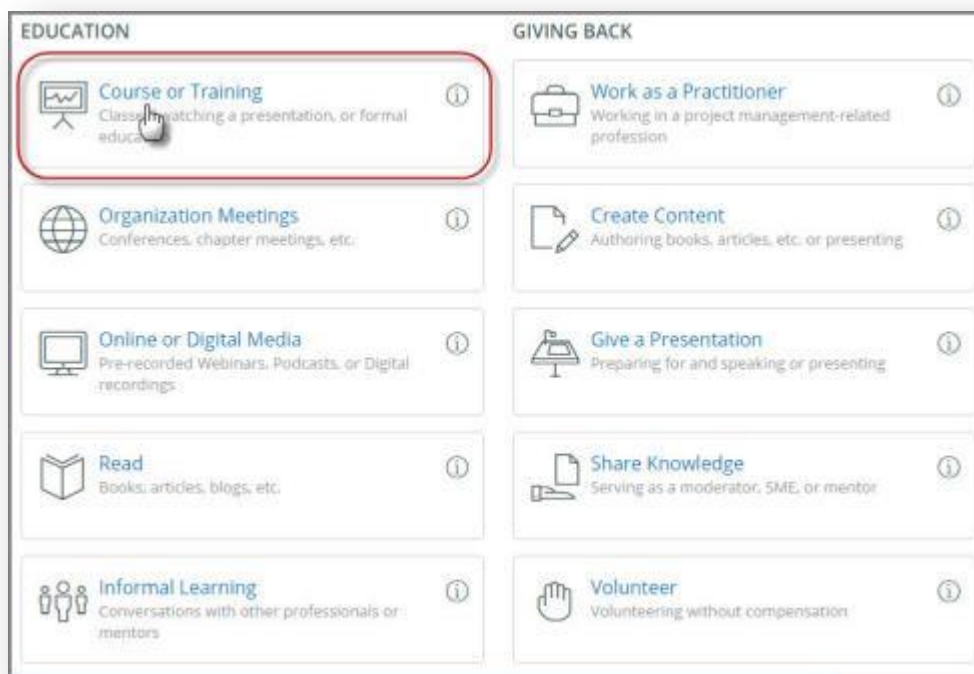 EDUCATION
Course or Training
watching a presentation, or formal
Organization Meetings
Conferences, chapter meetings, etc.
Online or Digital Media
Pre-recorded Webinars, Podcasts, or Digital
recordings
Read
Books, articles, blogs, etc.
Informal Learning
Conversations with other professionals or
mentors
GIVING BACK
Work as a Practitioner
Working in a project management-related
profession
Create Content
Authoring books, articles, etc. or presenting
Give a Presentation
Preparing for and speaking or presenting
Share Knowledge
Serving as a moderator, SME, or mentor
Volunteer
Volunteering without compensation